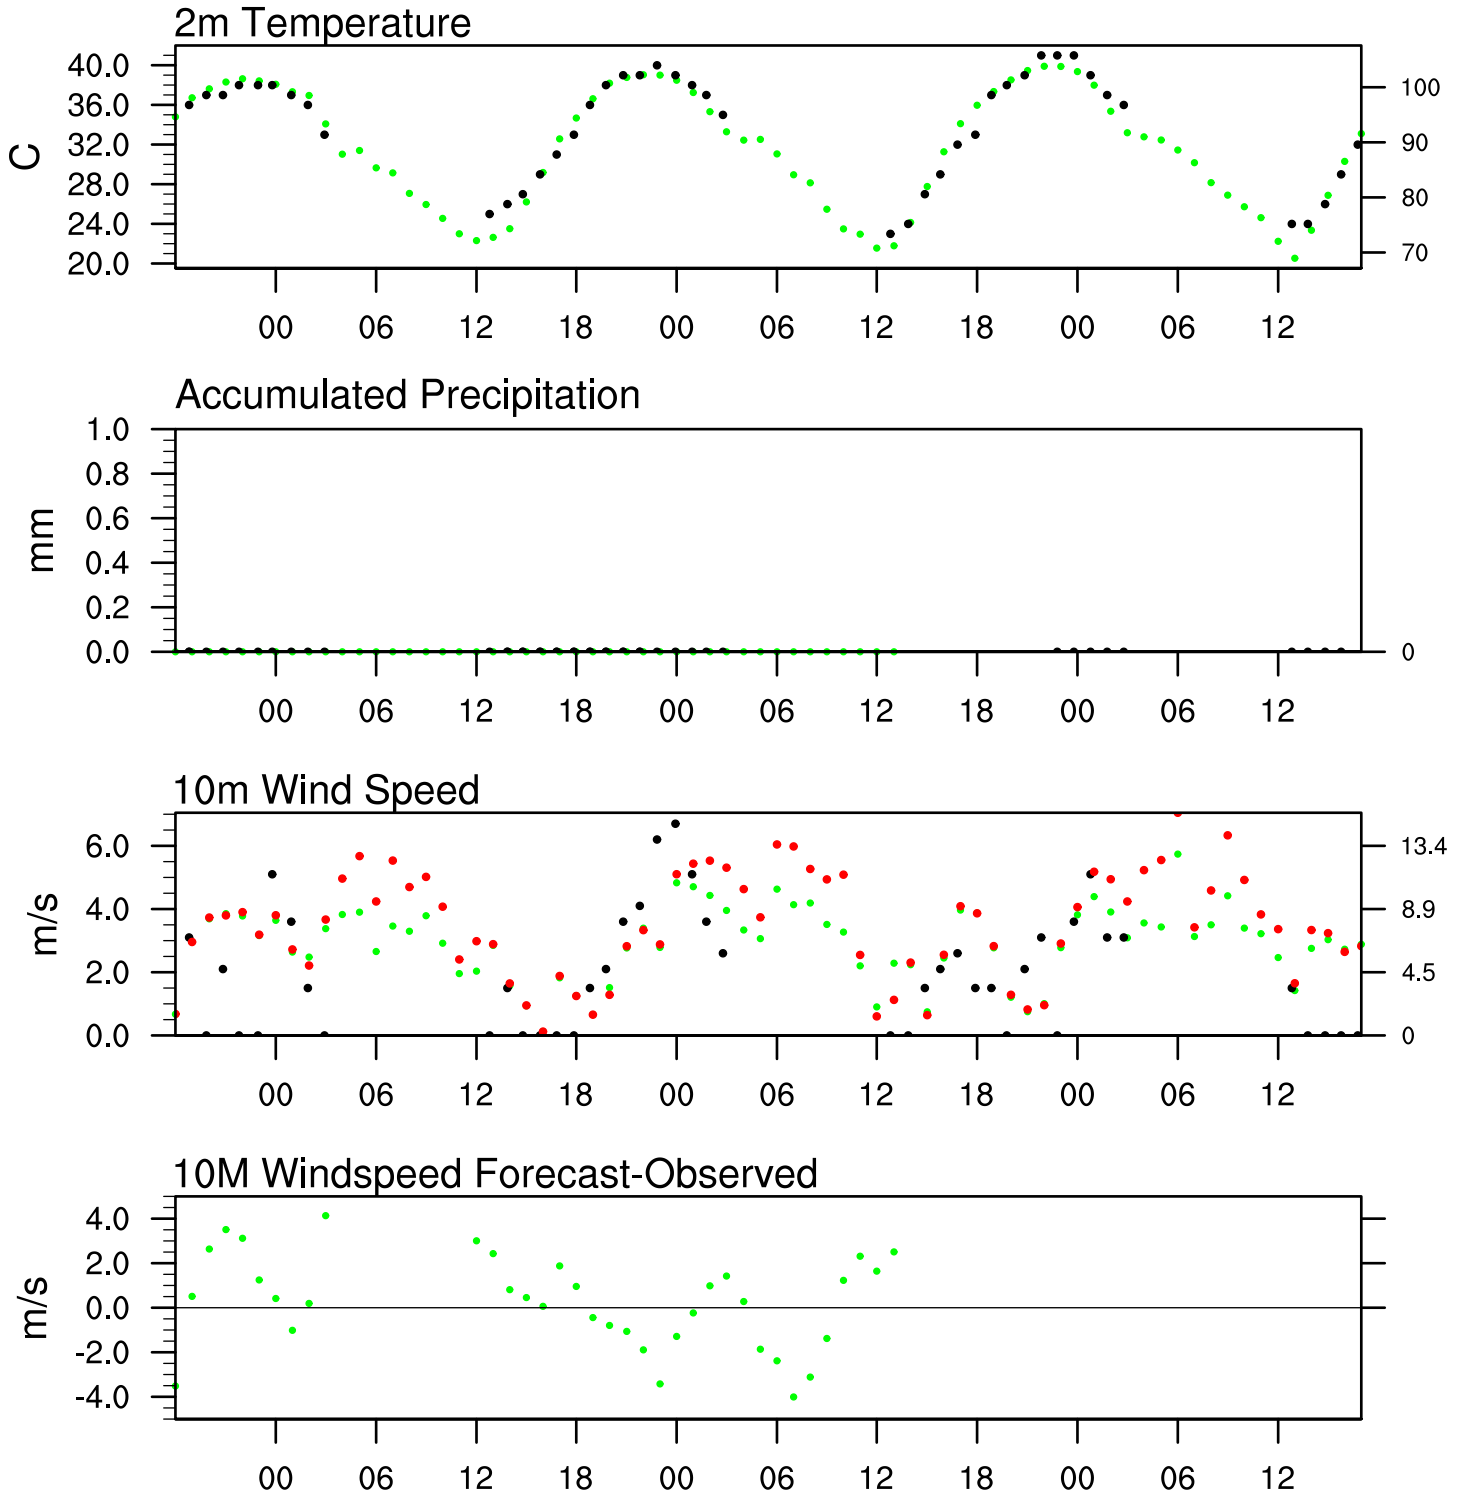 2m Temperature
40.0
36.0
32.0
28.0
24.0
20.0
C
100
90
80
70
00 06 12 18 00 06 12 18 00 06 12
Accumulated Precipitation
1.0
0.8
0.6
0.4
0.2
0.0
mm
0
00 06 12 18 00 06 12 18 00 06 12
10m Wind Speed
6.0
4.0
2.0
0.0
m/s
13.4
8.9
4.5
0
00 06 12 18 00 06 12 18 00 06 12
10M Windspeed Forecast-Observed
4.0
2.0
0.0
-2.0
-4.0
m/s
00 06 12 18 00 06 12 18 00 06 12